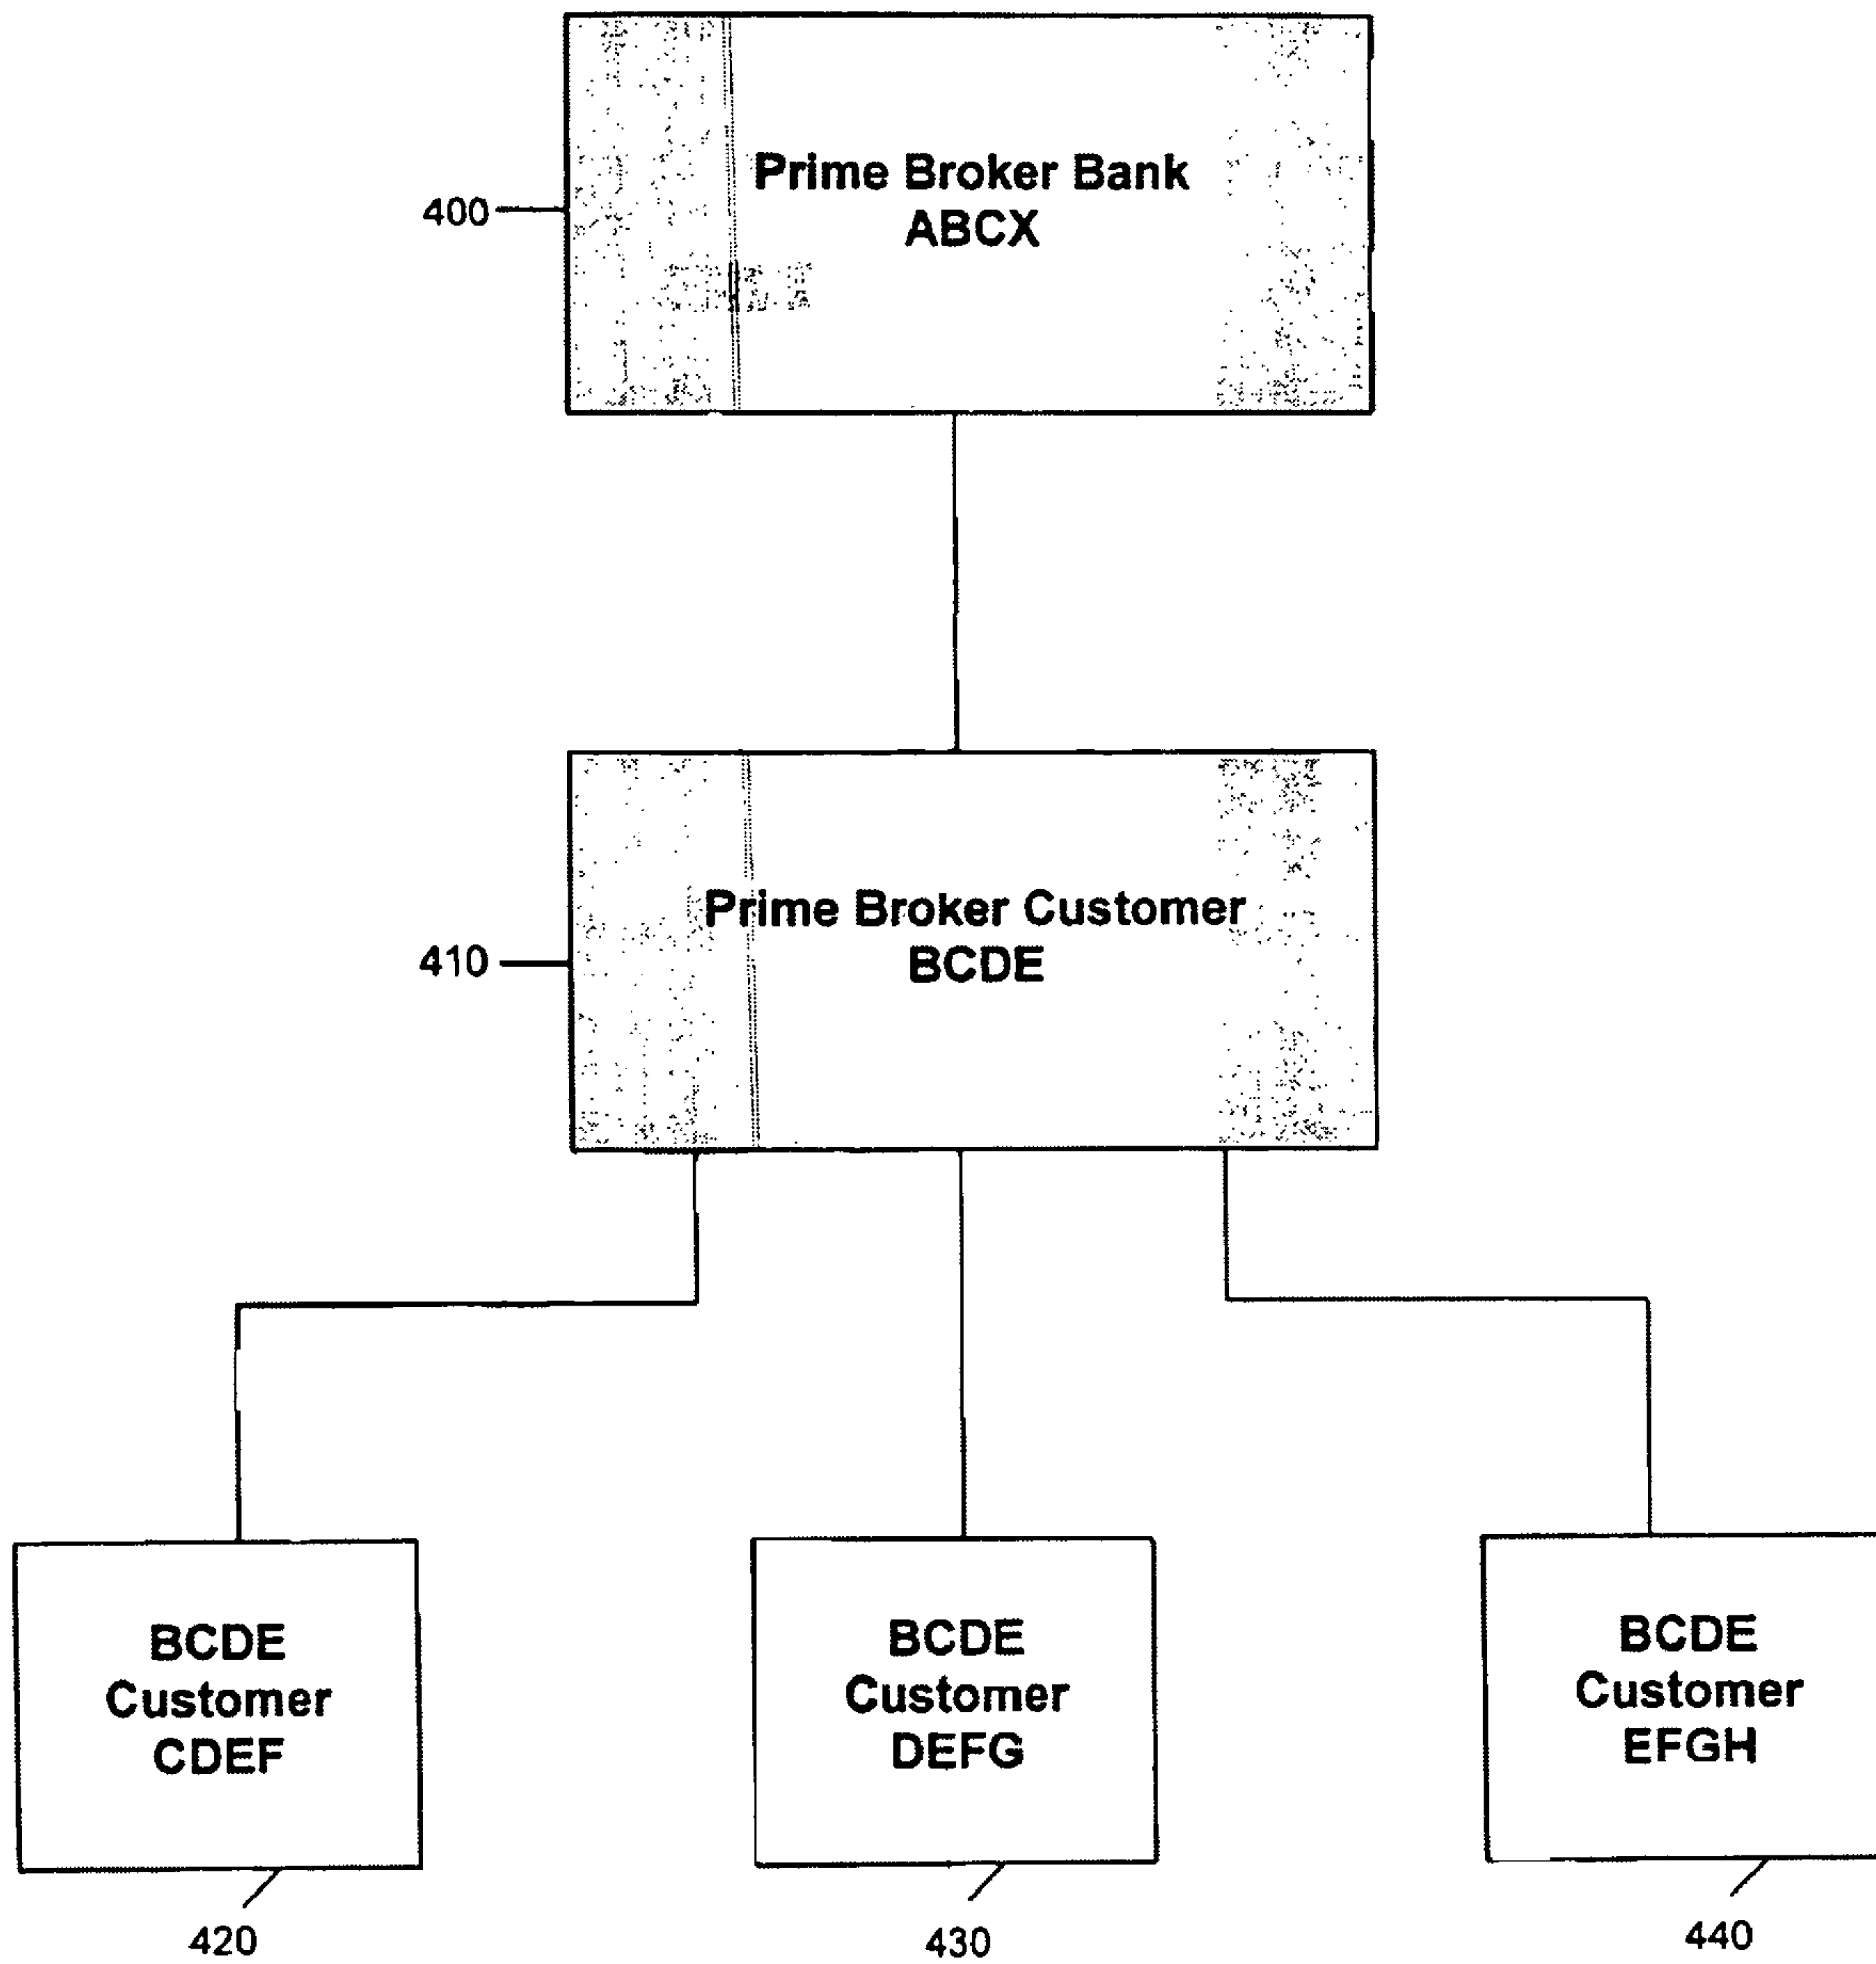 Prime Broker Bank
ABCX
400
Prime Broker Customer
BCDE
410
BCDE
Customer
CDEF
BCDE
Customer
DEFG
BCDE
Customer
EFGH
420
430
440